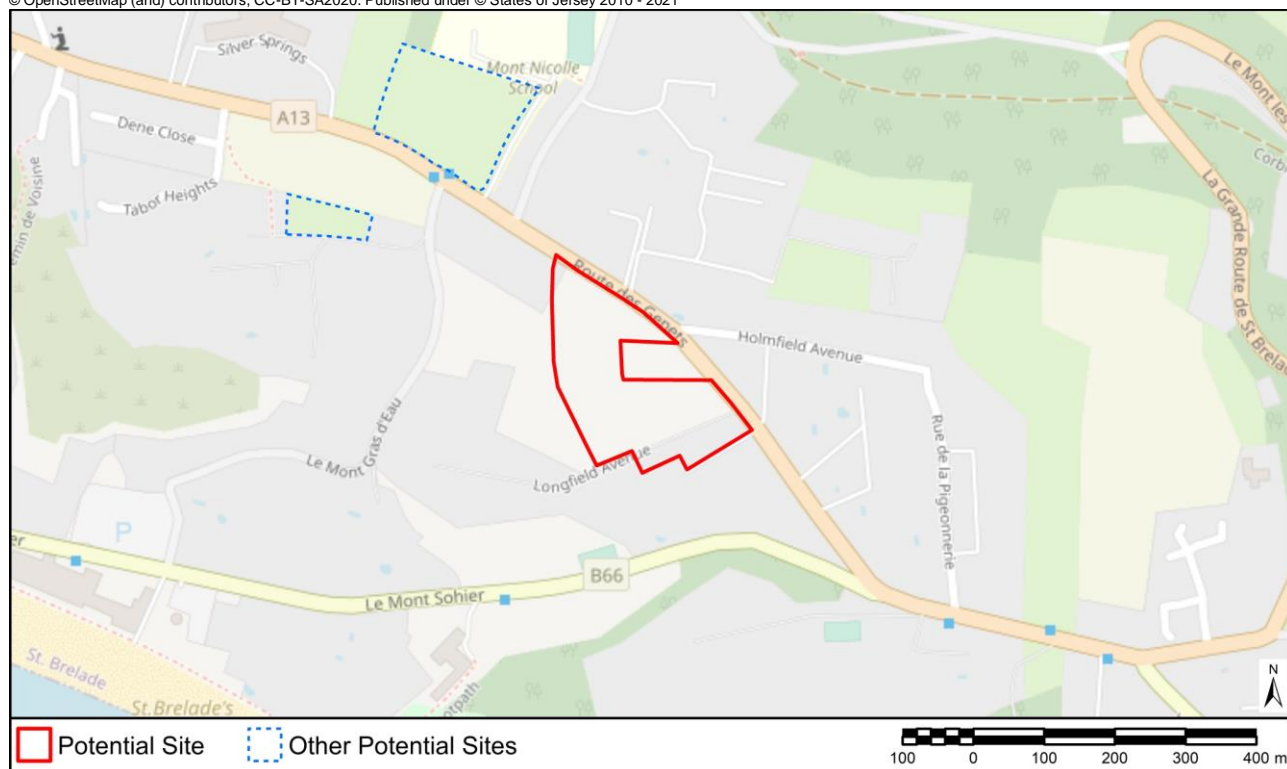 © OpenStreetMap (and) contributors, CC-BY-SA2020. Published under © States of Jersey 2010 - 2021
Silver Springs
Mont Nicolle
School
Le Mont
La Grande Route de St Brelade
A13
Dene Close
Tabor Heights
Route des Genets
Holmfield Avenue
Rue de la Pigeonnerie
Le Mont Gras d'Eau
Longfield Avenue
P
B66
Le Mont Sohier
St. Brelade
St.Brelade's
N
Potential Site
Other Potential Sites
100 0 100 200 300 400 m